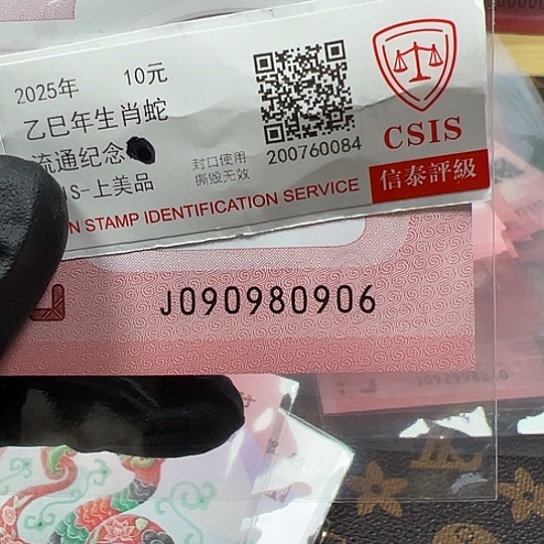 2025年 10元
乙巳年生肖蛇
流通纪念
S-上美品
封口使用
撕毁无效
200760084
CSIS
信泰評級
N STAMP IDENTIFICATION SERVICE
J090980906